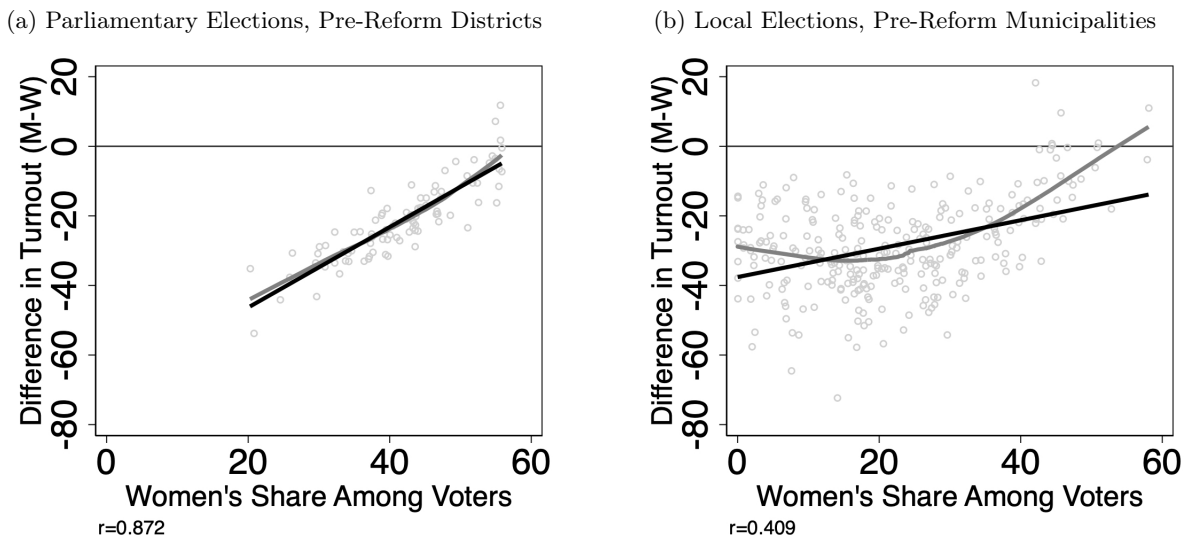 (a) Parliamentary Elections, Pre-Reform Districts
Difference in Turnout (M-W)
20
0
-20
-40
-60
-80
0 20 40 60
Women's Share Among Voters
r=0.872
(b) Local Elections, Pre-Reform Municipalities
Difference in Turnout (M-W)
20
0
-20
-40
-60
-80
0 20 40 60
Women's Share Among Voters
r=0.409